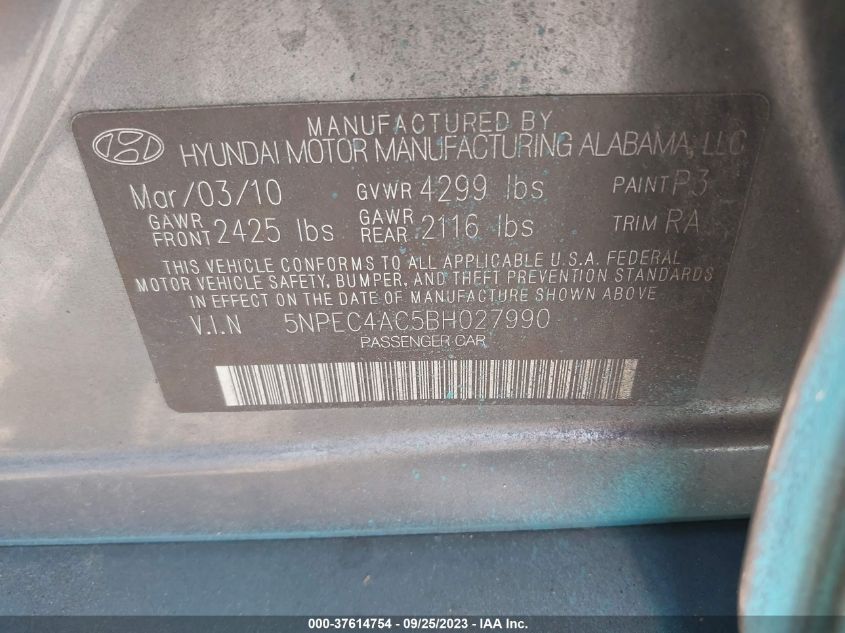 MANUFACTURED BY
HYUNDAI MOTOR MANUFACTURING ALABAMA, LLC
Mar/03/10 GVWR 4299 lbs PAINT P3
GAWR FRONT 2425 lbs GAWR REAR 2116 lbs TRIM RA
THIS VEHICLE CONFORMS TO ALL APPLICABLE U.S.A. FEDERAL
MOTOR VEHICLE SAFETY, BUMPER, AND THEFT PREVENTION STANDARDS
IN EFFECT ON THE DATE OF MANUFACTURE SHOWN ABOVE
V.I.N 5NPEC4AC5BH027990
PASSENGER CAR
000-37614754 - 09/25/2023 - IAA Inc.